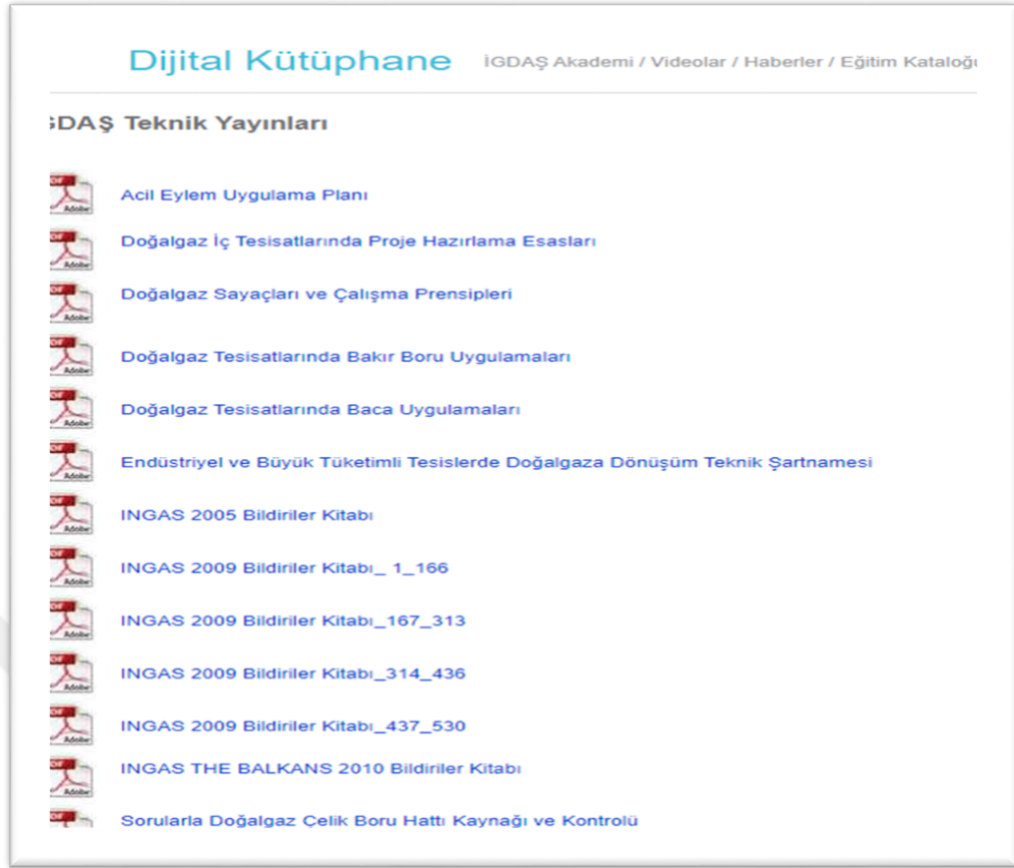 Dijital Kütüphane İGDAŞ Akademi / Videolar / Haberler / Eğitim Kataloğu
İGDAŞ Teknik Yayınları
Acil Eylem Uygulama Planı
Doğalgaz İç Tesisatlarında Proje Hazırlama Esasları
Doğalgaz Sayaçları ve Çalışma Prensipleri
Doğalgaz Tesisatlarında Bakır Boru Uygulamaları
Doğalgaz Tesisatlarında Baca Uygulamaları
Endüstriyel ve Büyük Tüketimli Tesislerde Doğalgaza Dönüşüm Teknik Şartnamesi
INGAS 2005 Bildiriler Kitabı
INGAS 2009 Bildiriler Kitabı_ 1_166
INGAS 2009 Bildiriler Kitabı_167_313
INGAS 2009 Bildiriler Kitabı_314_436
INGAS 2009 Bildiriler Kitabı_437_530
INGAS THE BALKANS 2010 Bildiriler Kitabı
Sorularla Doğalgaz Çelik Boru Hattı Kaynağı ve Kontrolü